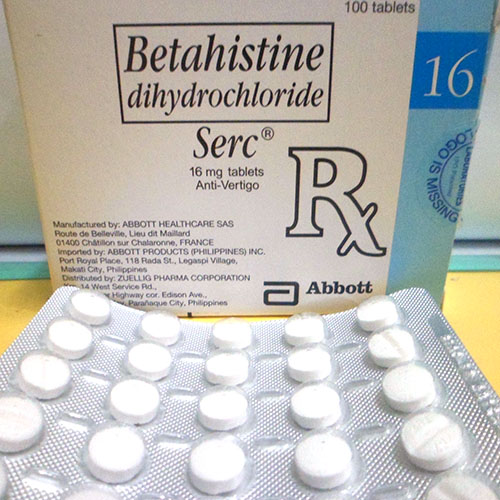 100 tablets
Betahistine
dihydrochloride
16
Serc®
16 mg tablets
Anti-Vertigo
Rx
LOGO IS MISSING
Manufactured by: ABBOTT HEALTHCARE SAS
Route de Belleville, Lieu dit Maillard
01400 Châtillon sur Chalaronne, FRANCE
Imported by: ABBOTT PRODUCTS (PHILIPPINES) INC.
Port Royal Place, 118 Rada St., Legaspi Village,
Makati City, Philippines
Distributed by: ZUELLIG PHARMA CORPORATION
14 West Service Rd.,
Highway cor. Edison Ave.,
Parañaque City, Philippines
Abbott